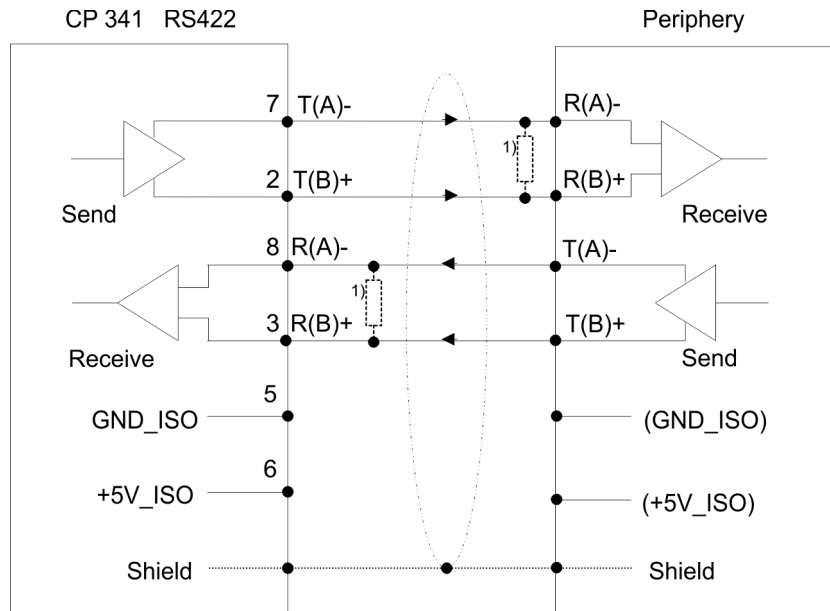 CP 341 RS422 Periphery
7 T(A)- R(A)-
1)
2 T(B)+ R(B)+
Send Receive
8 R(A)- T(A)-
1)
3 R(B)+ T(B)+
Receive Send
5
GND_ISO (GND_ISO)
6
+5V_ISO (+5V_ISO)
Shield Shield